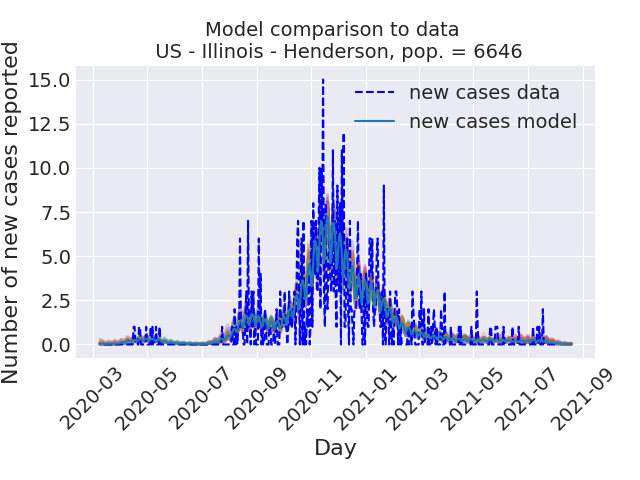 Model comparison to data
US - Illinois - Henderson, pop. = 6646
Number of new cases reported
15.0
12.5
10.0
7.5
5.0
2.5
0.0
new cases data
new cases model
2020-03
2020-05
2020-07
2020-09
2020-11
2021-01
2021-03
2021-05
2021-07
2021-09
Day